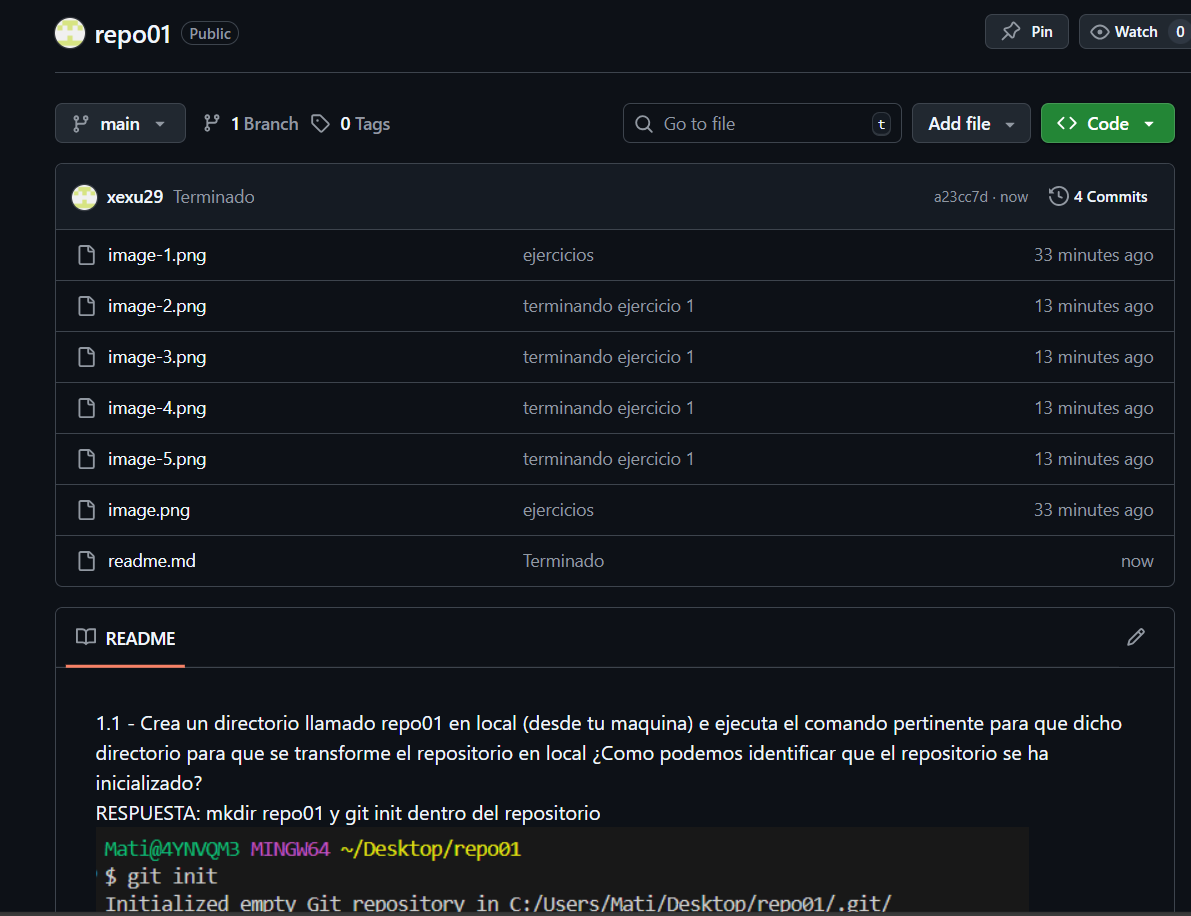 repo01 Public Pin Watch 0
main 1 Branch 0 Tags Go to file t Add file Code
xexu29 Terminado a23cc7d · now 4 Commits
image-1.png ejercicios 33 minutes ago
image-2.png terminando ejercicio 1 13 minutes ago
image-3.png terminando ejercicio 1 13 minutes ago
image-4.png terminando ejercicio 1 13 minutes ago
image-5.png terminando ejercicio 1 13 minutes ago
image.png ejercicios 33 minutes ago
readme.md Terminado now
README
1.1 - Crea un directorio llamado repo01 en local (desde tu maquina) e ejecuta el comando pertinente para que dicho
directorio para que se transforme el repositorio en local ¿Como podemos identificar que el repositorio se ha
inicializado?
RESPUESTA: mkdir repo01 y git init dentro del repositorio
Mati@4YNVQM3 MINGW64 ~/Desktop/repo01
$ git init
Initialized empty Git repository in C:/Users/Mati/Desktop/repo01/.git/